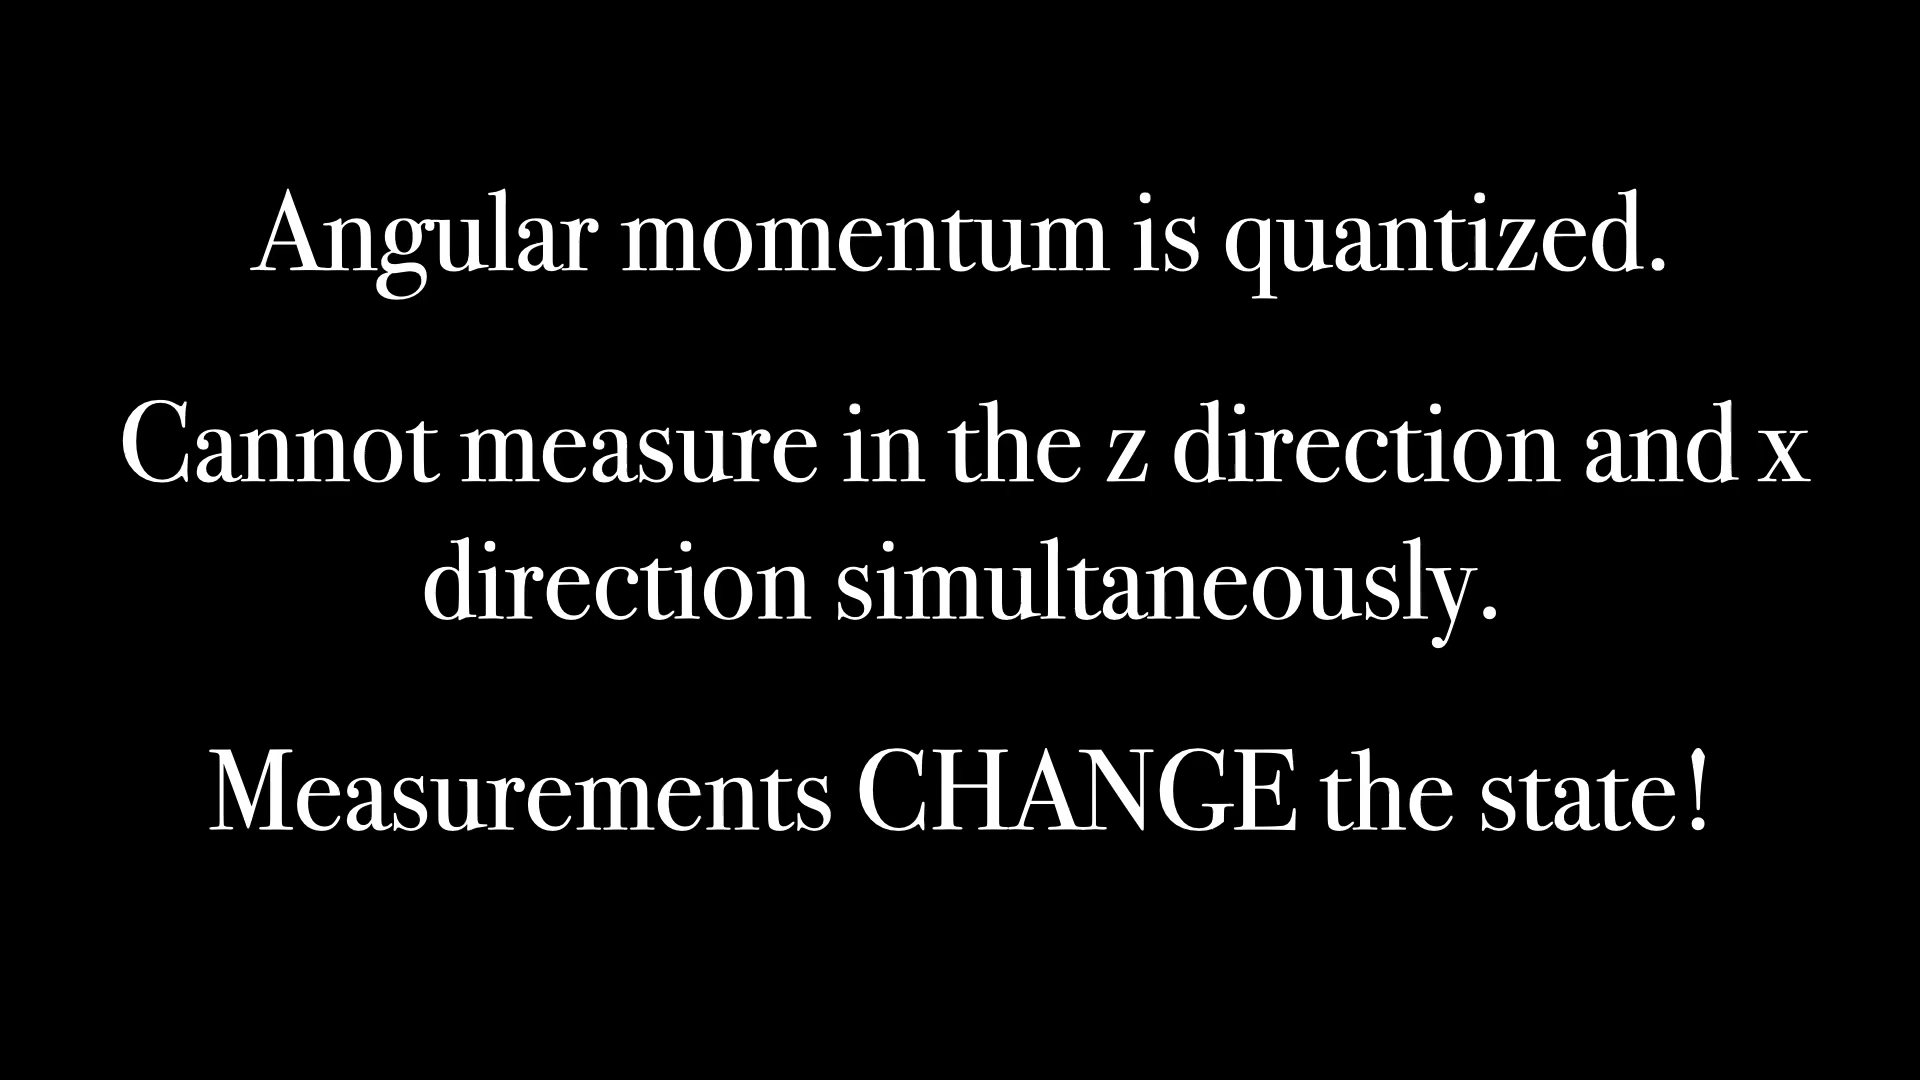 Angular momentum is quantized.
Cannot measure in the z direction and x
direction simultaneously.
Measurements CHANGE the state!